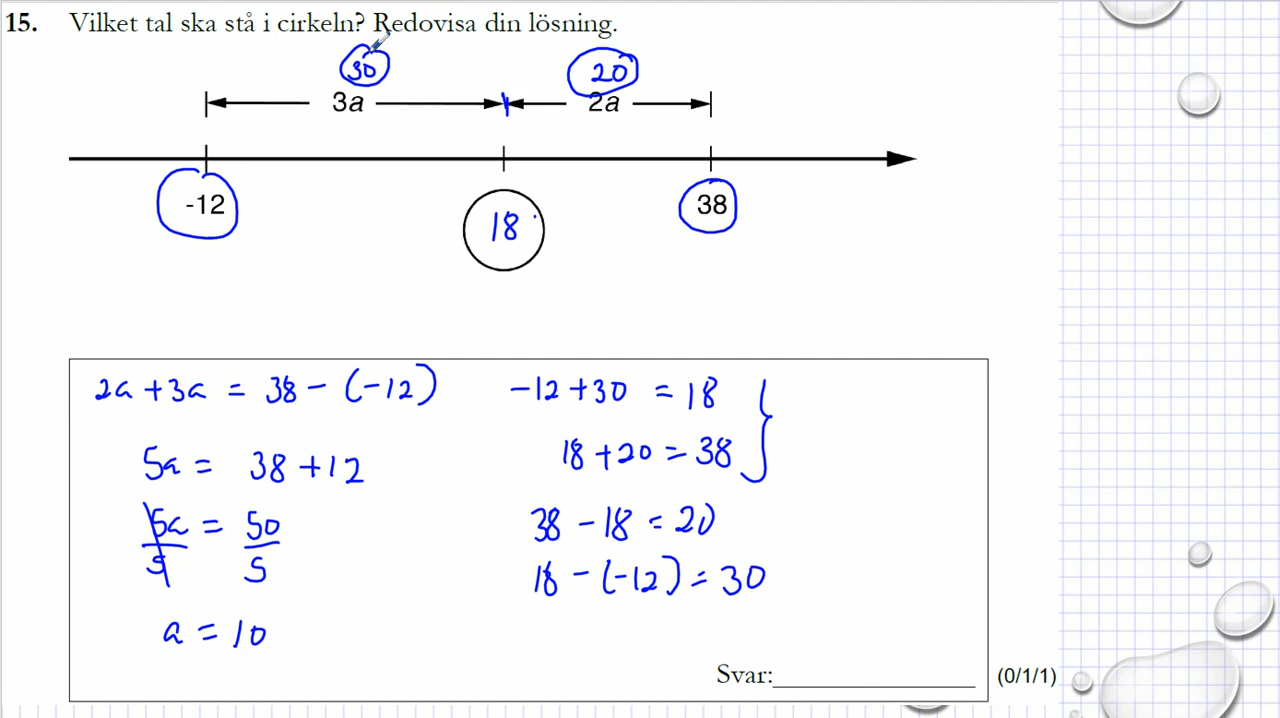 15. Vilket tal ska stå i cirkeln? Redovisa din lösning.
30 20
3a 2a
-12 18 38
2a + 3a = 38 - (-12)
5a = 38 + 12
5a/5 = 50/5
a = 10
-12 + 30 = 18
18 + 20 = 38
38 - 18 = 20
18 - (-12) = 30
Svar:_______________ (0/1/1)